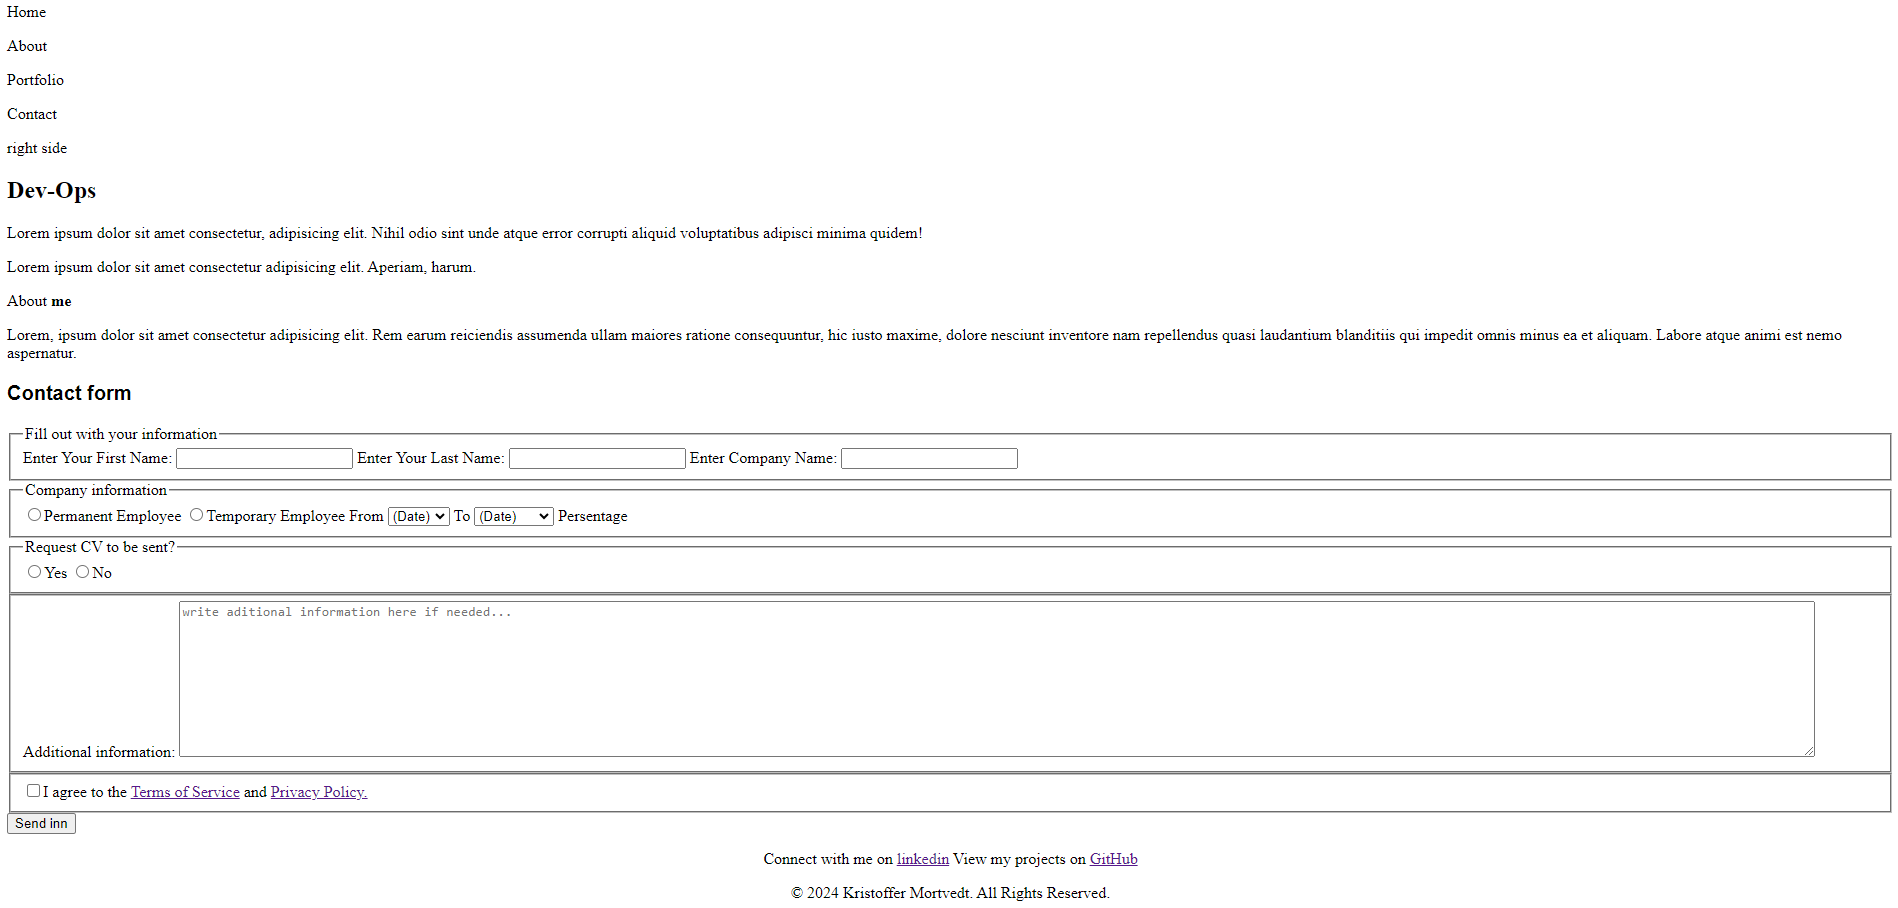 Home
About
Portfolio
Contact
right side
Dev-Ops
Lorem ipsum dolor sit amet consectetur, adipisicing elit. Nihil odio sint unde atque error corrupti aliquid voluptatibus adipisci minima quidem!
Lorem ipsum dolor sit amet consectetur adipisicing elit. Aperiam, harum.
About me
Lorem, ipsum dolor sit amet consectetur adipisicing elit. Rem earum reiciendis assumenda ullam maiores ratione consequuntur, hic iusto maxime, dolore nesciunt inventore nam repellendus quasi laudantium blanditiis qui impedit omnis minus ea et aliquam. Labore atque animi est nemo
aspernatur.
Contact form
Fill out with your information
Enter Your First Name: Enter Your Last Name: Enter Company Name:
Company information
Permanent Employee Temporary Employee From (Date) To (Date) Persentage
Request CV to be sent?
Yes No
write aditional information here if needed...
Additional information:
I agree to the Terms of Service and Privacy Policy.
Send inn
Connect with me on linkedin View my projects on GitHub
© 2024 Kristoffer Mortvedt. All Rights Reserved.